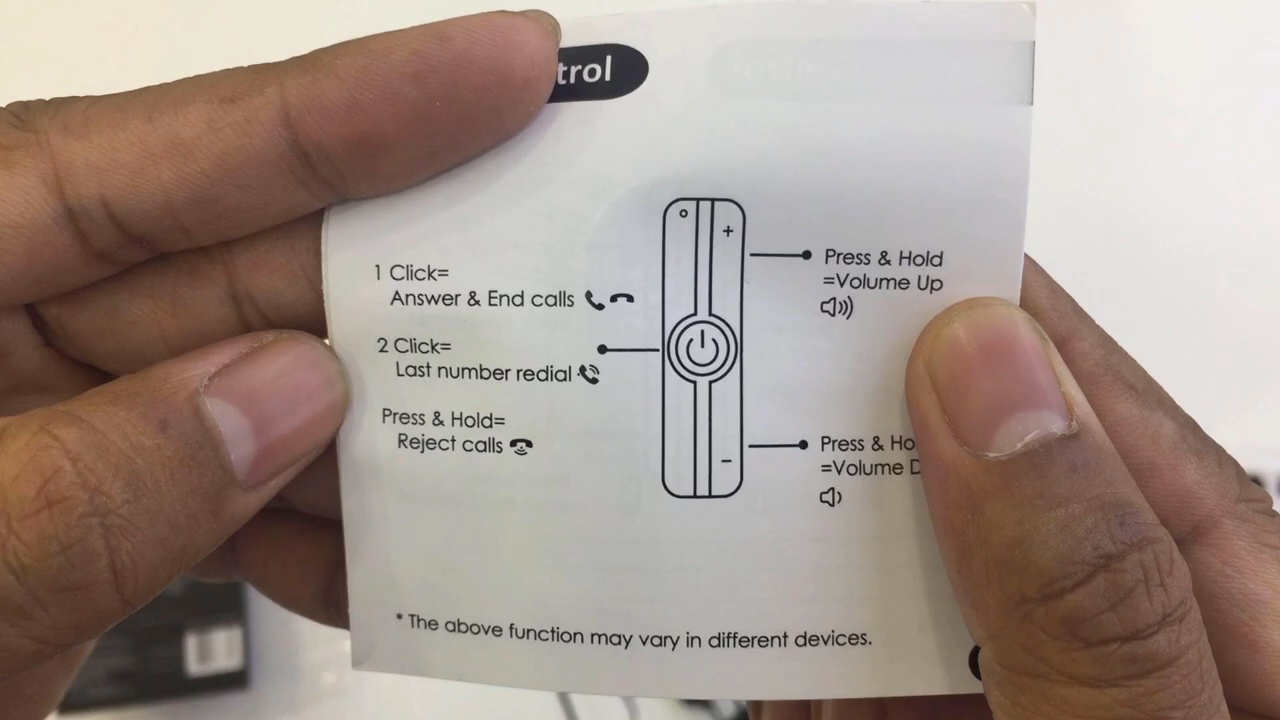 trol
1 Click=
Answer & End calls
2 Click=
Last number redial
Press & Hold=
Reject calls
+
Press & Hold
=Volume Up
-
Press & Ho
=Volume D
* The above function may vary in different devices.